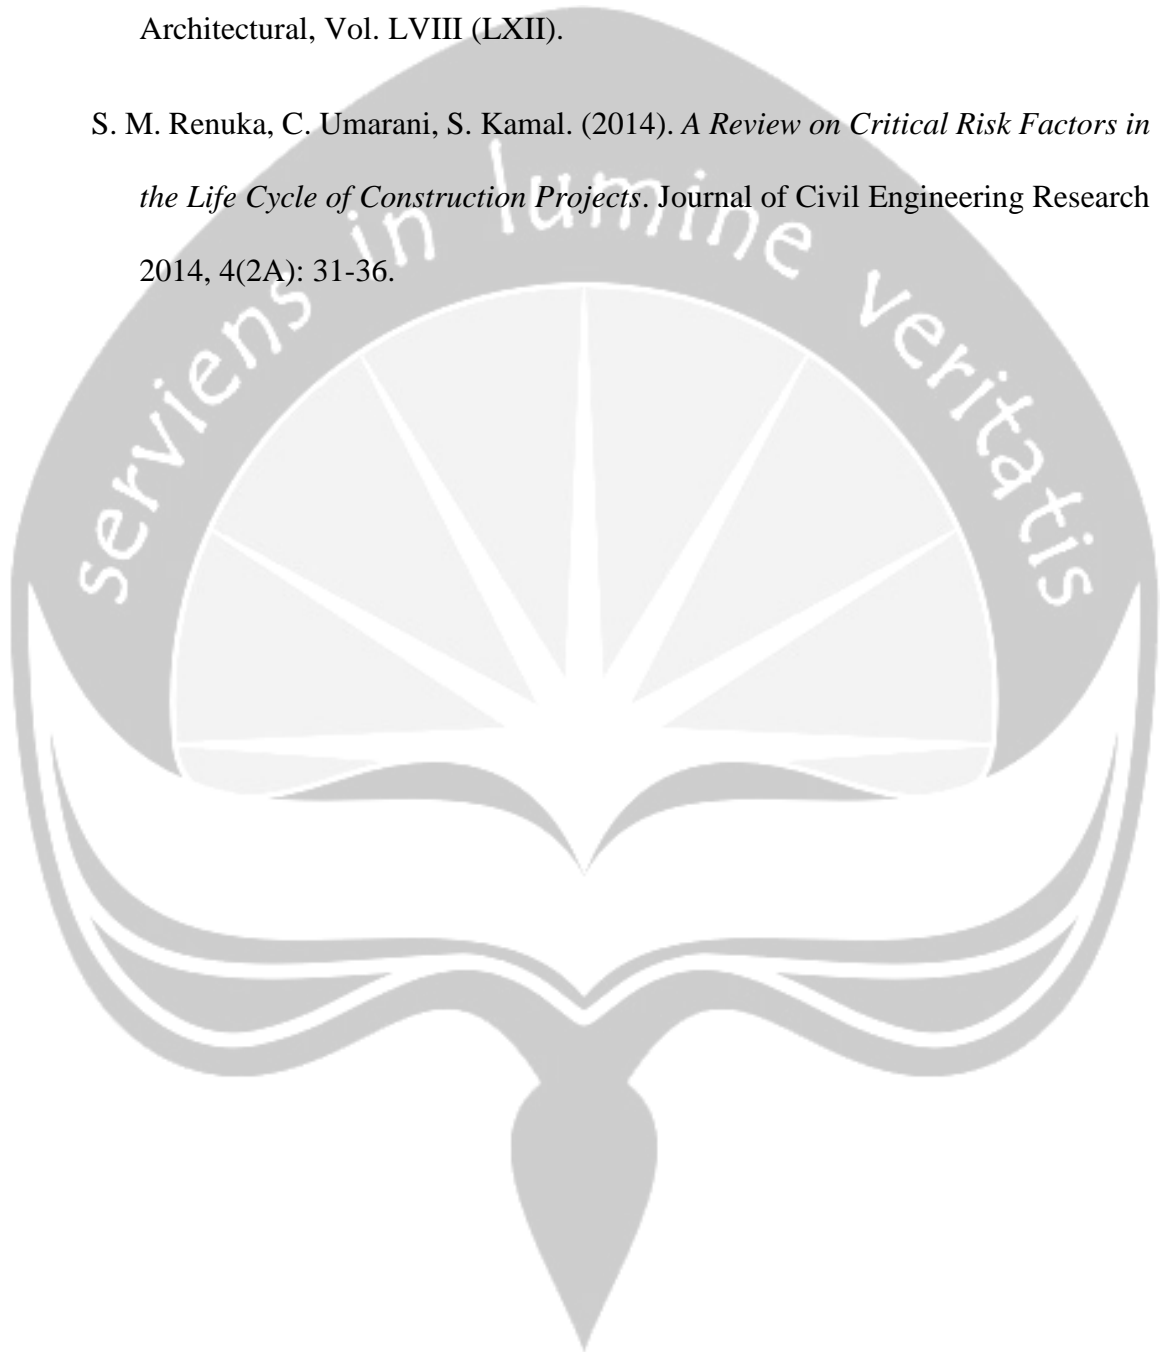 Architectural, Vol. LVIII (LXII).
S. M. Renuka, C. Umarani, S. Kamal. (2014). A Review on Critical Risk Factors in
the Life Cycle of Construction Projects. Journal of Civil Engineering Research
2014, 4(2A): 31-36.
serviens in lumine veritatis